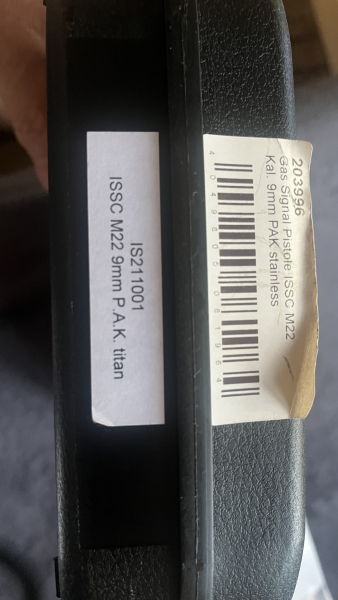 IS211001
ISSC M22 9mm P.A.K. titan
203996
Gas Signal Pistole ISSC M22
Kal. 9mm PAK stainless